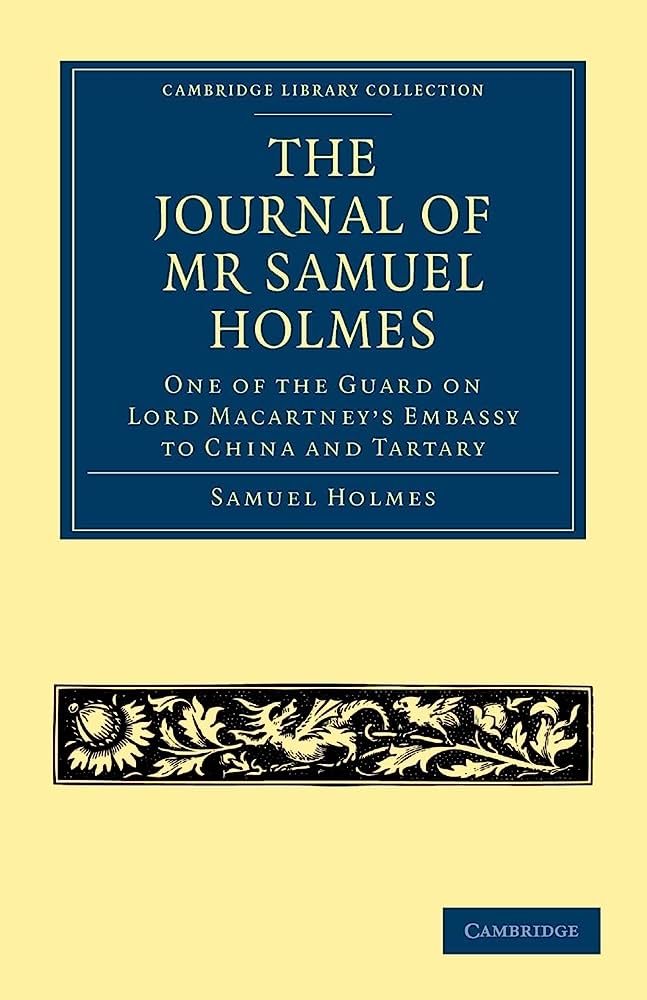 CAMBRIDGE LIBRARY COLLECTION
THE
JOURNAL OF
MR SAMUEL
HOLMES
ONE OF THE GUARD ON
LORD MACARTNEY'S EMBASSY
TO CHINA AND TARTARY
SAMUEL HOLMES
CAMBRIDGE